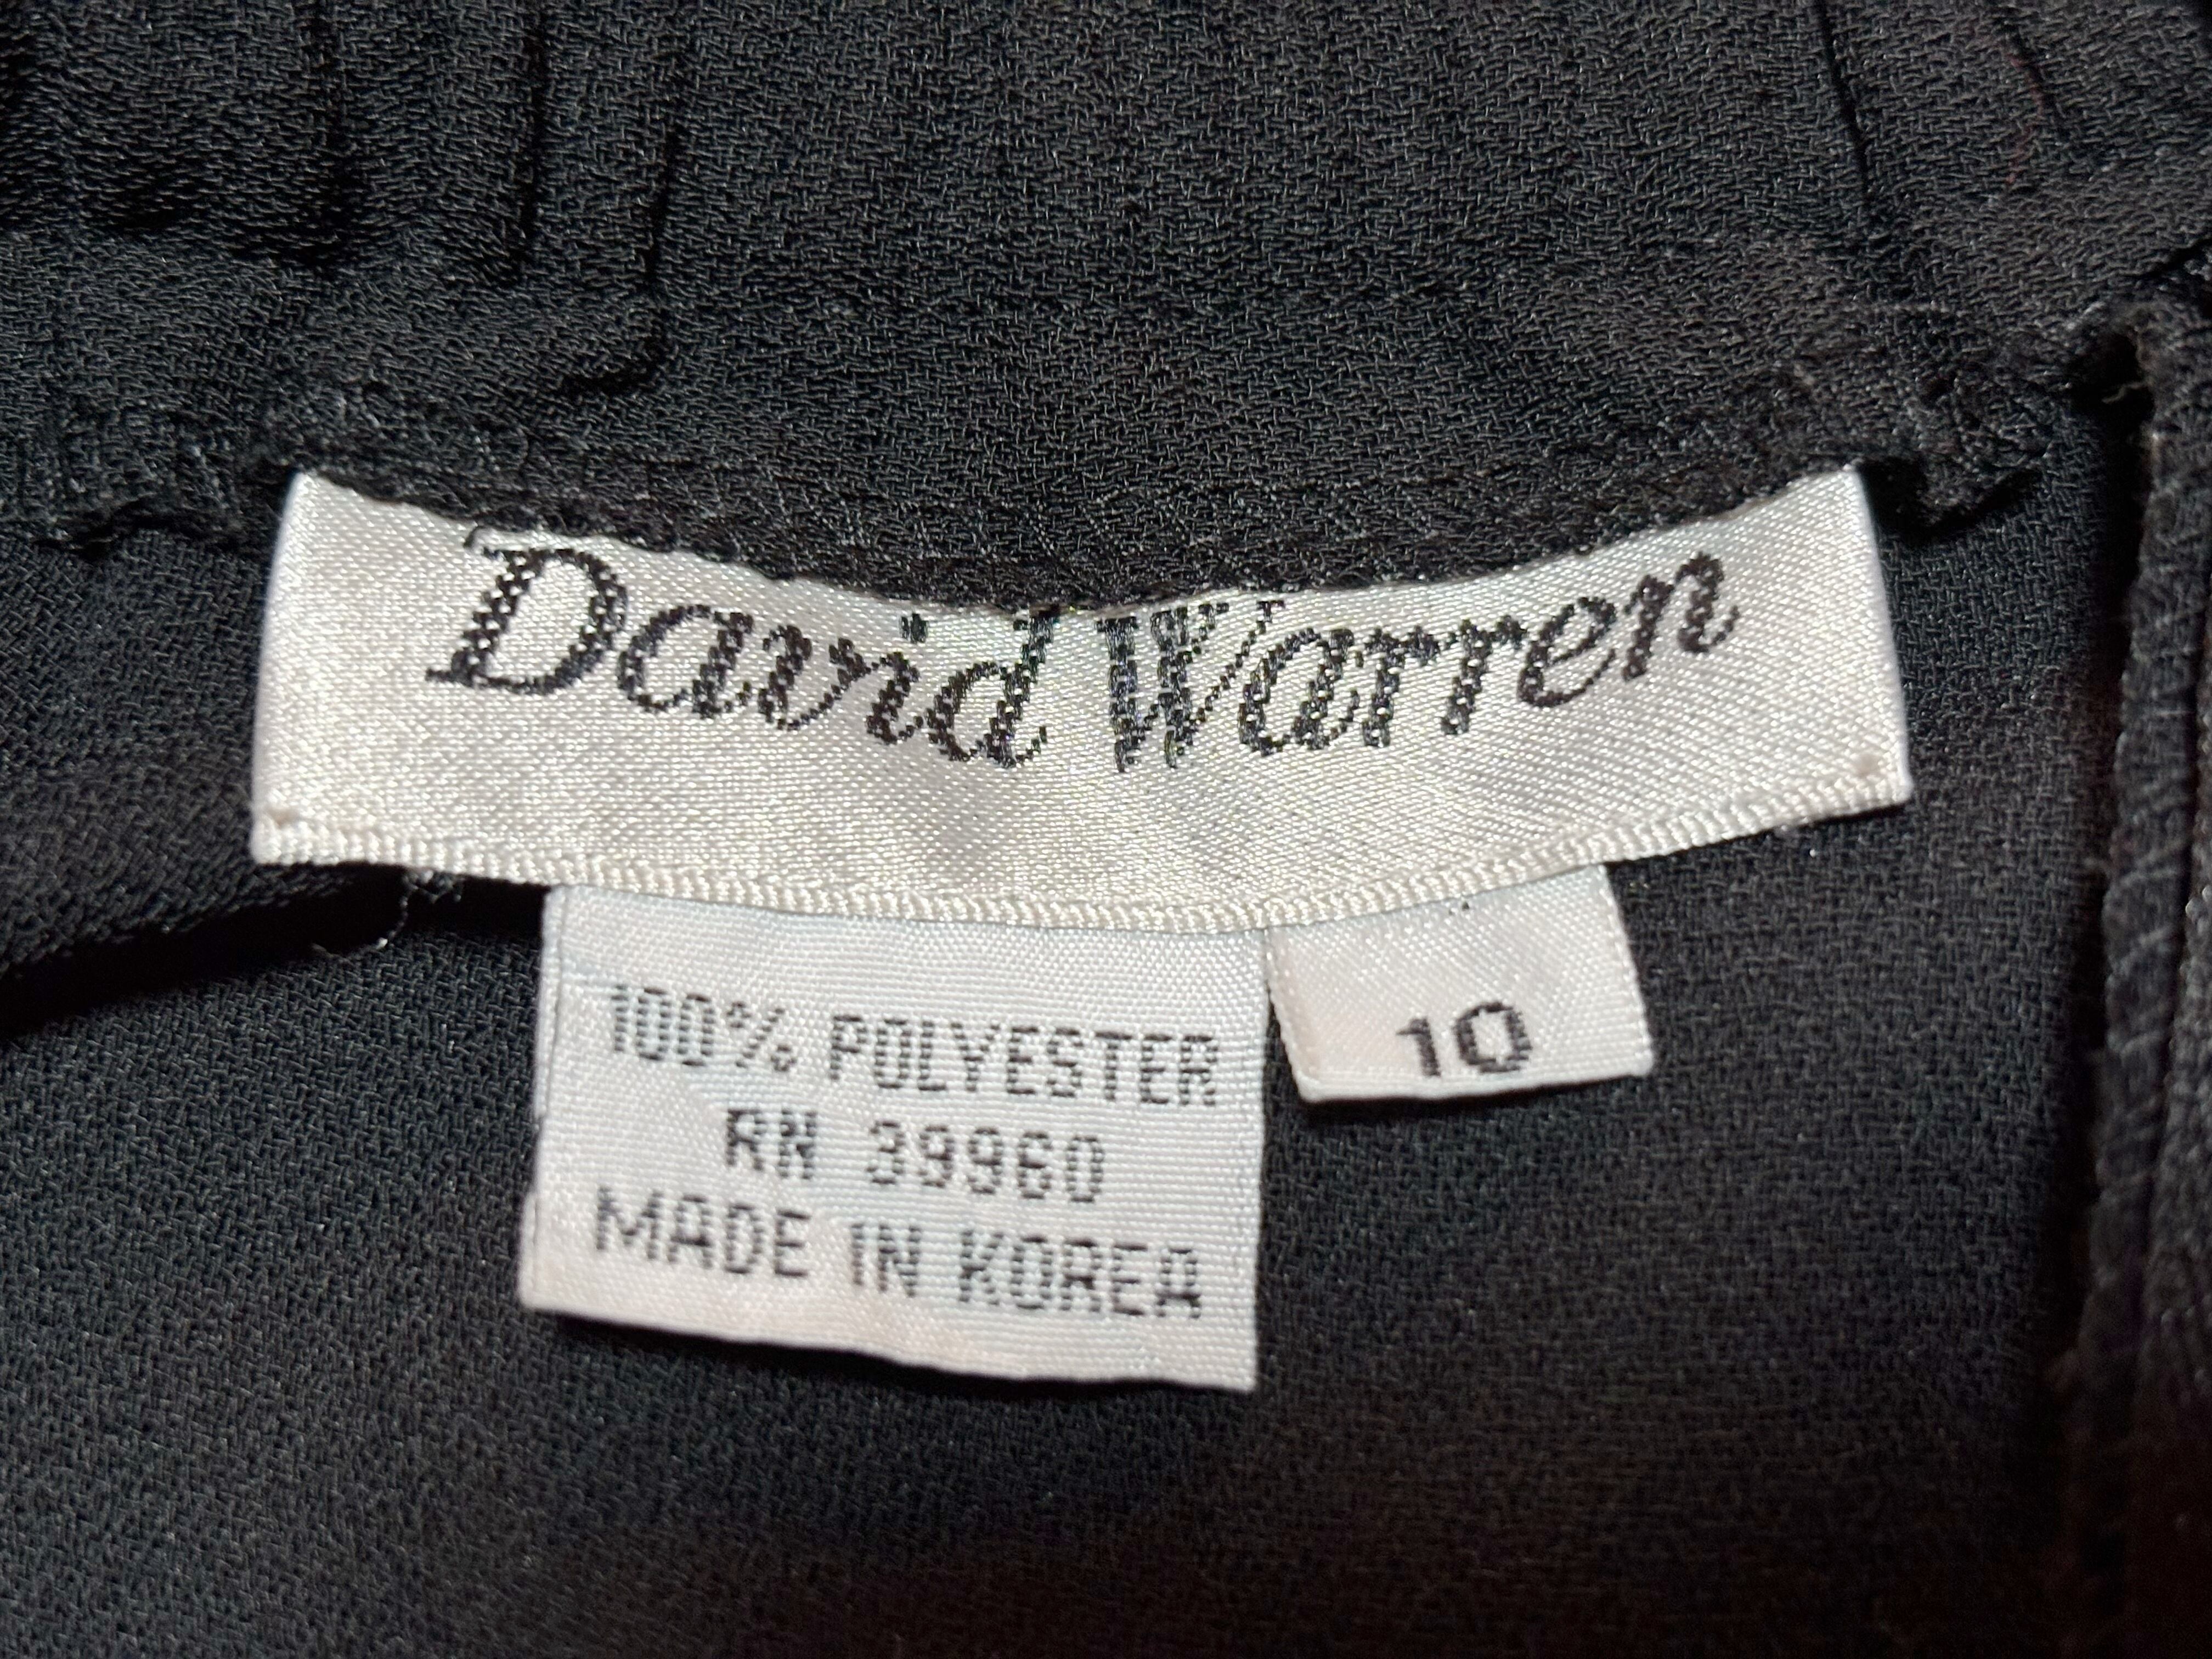 David Warren
100% POLYESTER
RN 39960
MADE IN KOREA
10